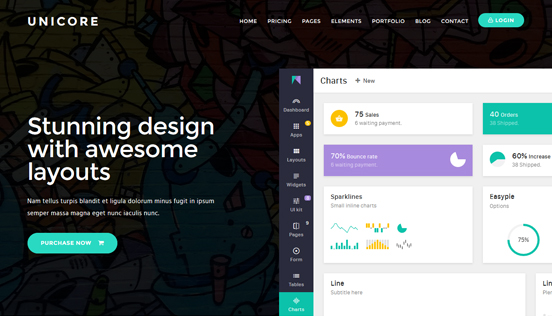 UNICORE
HOME PRICING PAGES ELEMENTS PORTFOLIO BLOG CONTACT LOGIN
Stunning design
with awesome
layouts
Nam tellus turpis blandit et ligula dolorum minus fugit in ipsum
semper massa magna eget nunc iaculis nunc.
PURCHASE NOW
Dashboard
Apps
Layouts
Widgets
UI kit
Pages
9
Form
Tables
Charts
Charts + New
75 Sales
6 waiting payment.
40 Orders
38 Shipped.
70% Bounce rate
6 waiting payment.
60% Increase
38 Shipped.
Sparklines
Small inline charts
Easypie
Options
75%
Line
Subtitle here
Lin